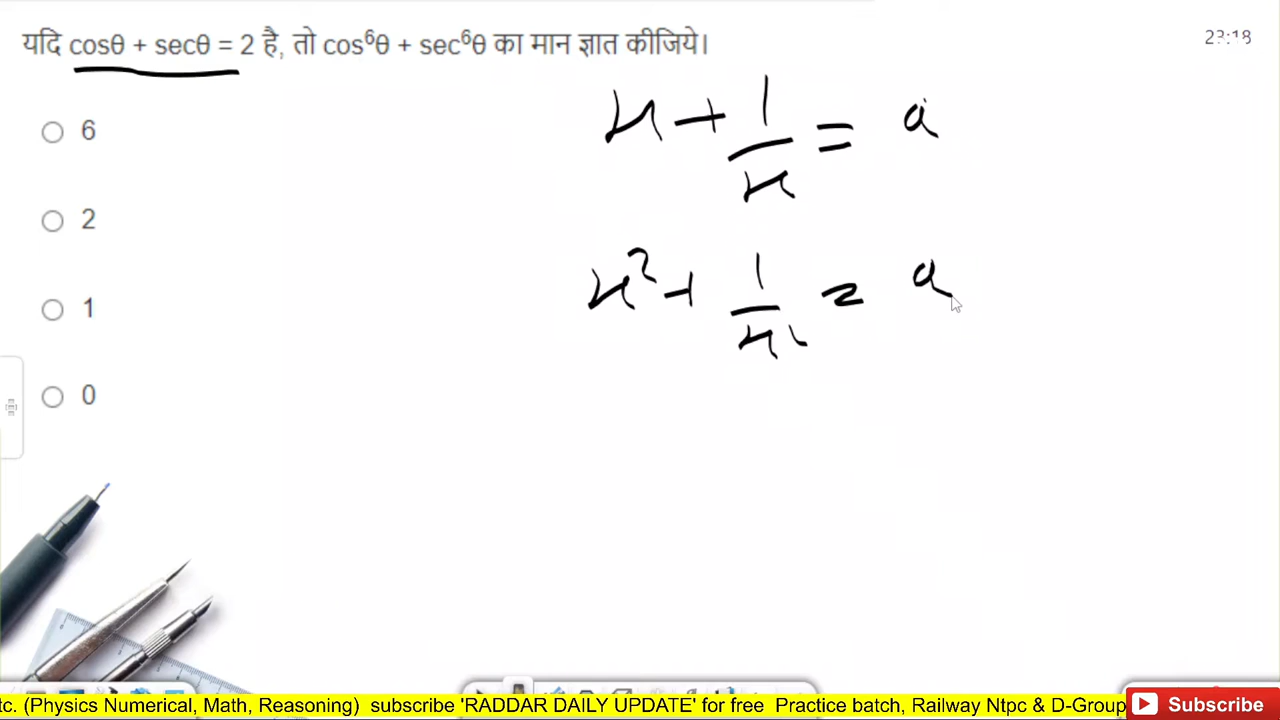 यदि cosθ + secθ = 2 है, तो cos⁶θ + sec⁶θ का मान ज्ञात कीजिये।
23:18
6
2
1
0
x + 1/x = a
x² + 1/x² = a
tc. (Physics Numerical, Math, Reasoning) subscribe 'RADDAR DAILY UPDATE' for free Practice batch, Railway Ntpc & D-Group
Subscribe